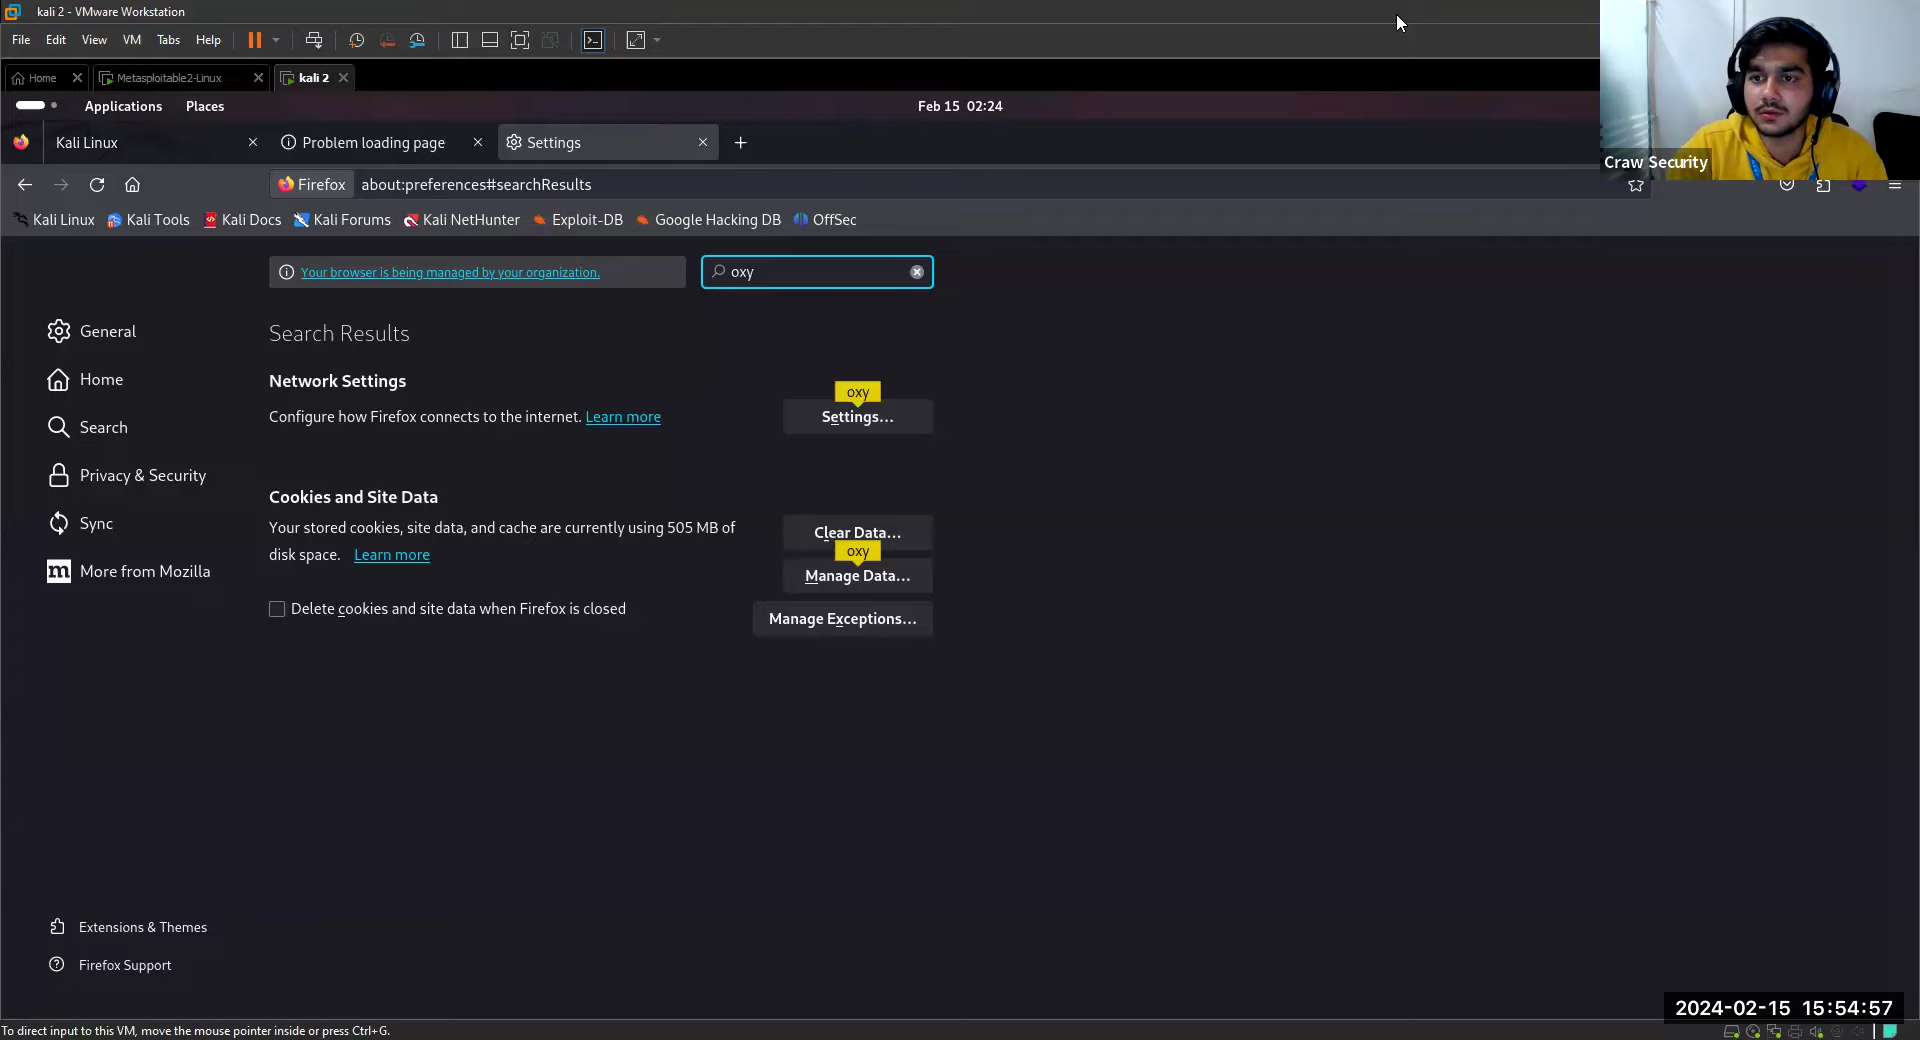 kali 2 - VMware Workstation
File Edit View VM Tabs Help
Home Metasploitable2-Linux kali 2
Applications Places Feb 15 02:24
Kali Linux Problem loading page Settings
Firefox about:preferences#searchResults
Craw Security
Kali Linux Kali Tools Kali Docs Kali Forums Kali NetHunter Exploit-DB Google Hacking DB OffSec
Your browser is being managed by your organization. oxy
General
Home
Search
Privacy & Security
Sync
More from Mozilla
Search Results
Network Settings
oxy
Configure how Firefox connects to the internet. Learn more Settings...
Cookies and Site Data
Your stored cookies, site data, and cache are currently using 505 MB of
disk space. Learn more
Clear Data...
oxy
Manage Data...
Delete cookies and site data when Firefox is closed Manage Exceptions...
Extensions & Themes
Firefox Support
2024-02-15 15:54:57
To direct input to this VM, move the mouse pointer inside or press Ctrl+G.